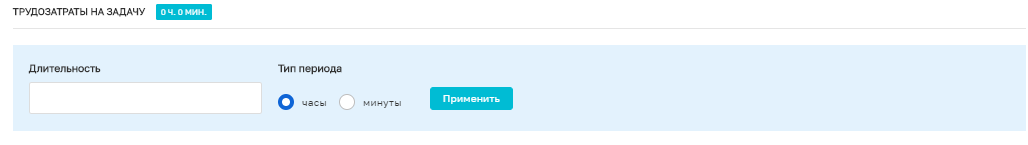 ТРУДОЗАТРАТЫ НА ЗАДАЧУ 0 Ч. 0 МИН.
Длительность Тип периода
часы минуты Применить